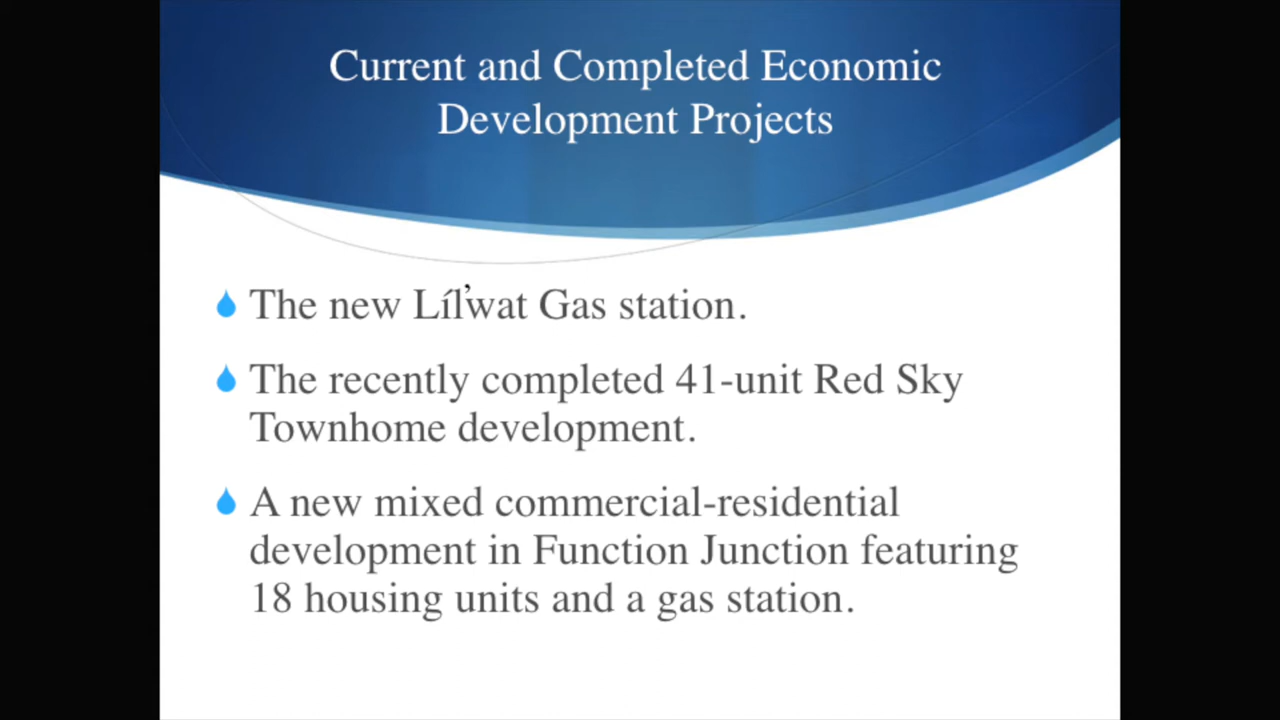 Current and Completed Economic
Development Projects
The new Líl̓wat Gas station.
The recently completed 41-unit Red Sky
Townhome development.
A new mixed commercial-residential
development in Function Junction featuring
18 housing units and a gas station.